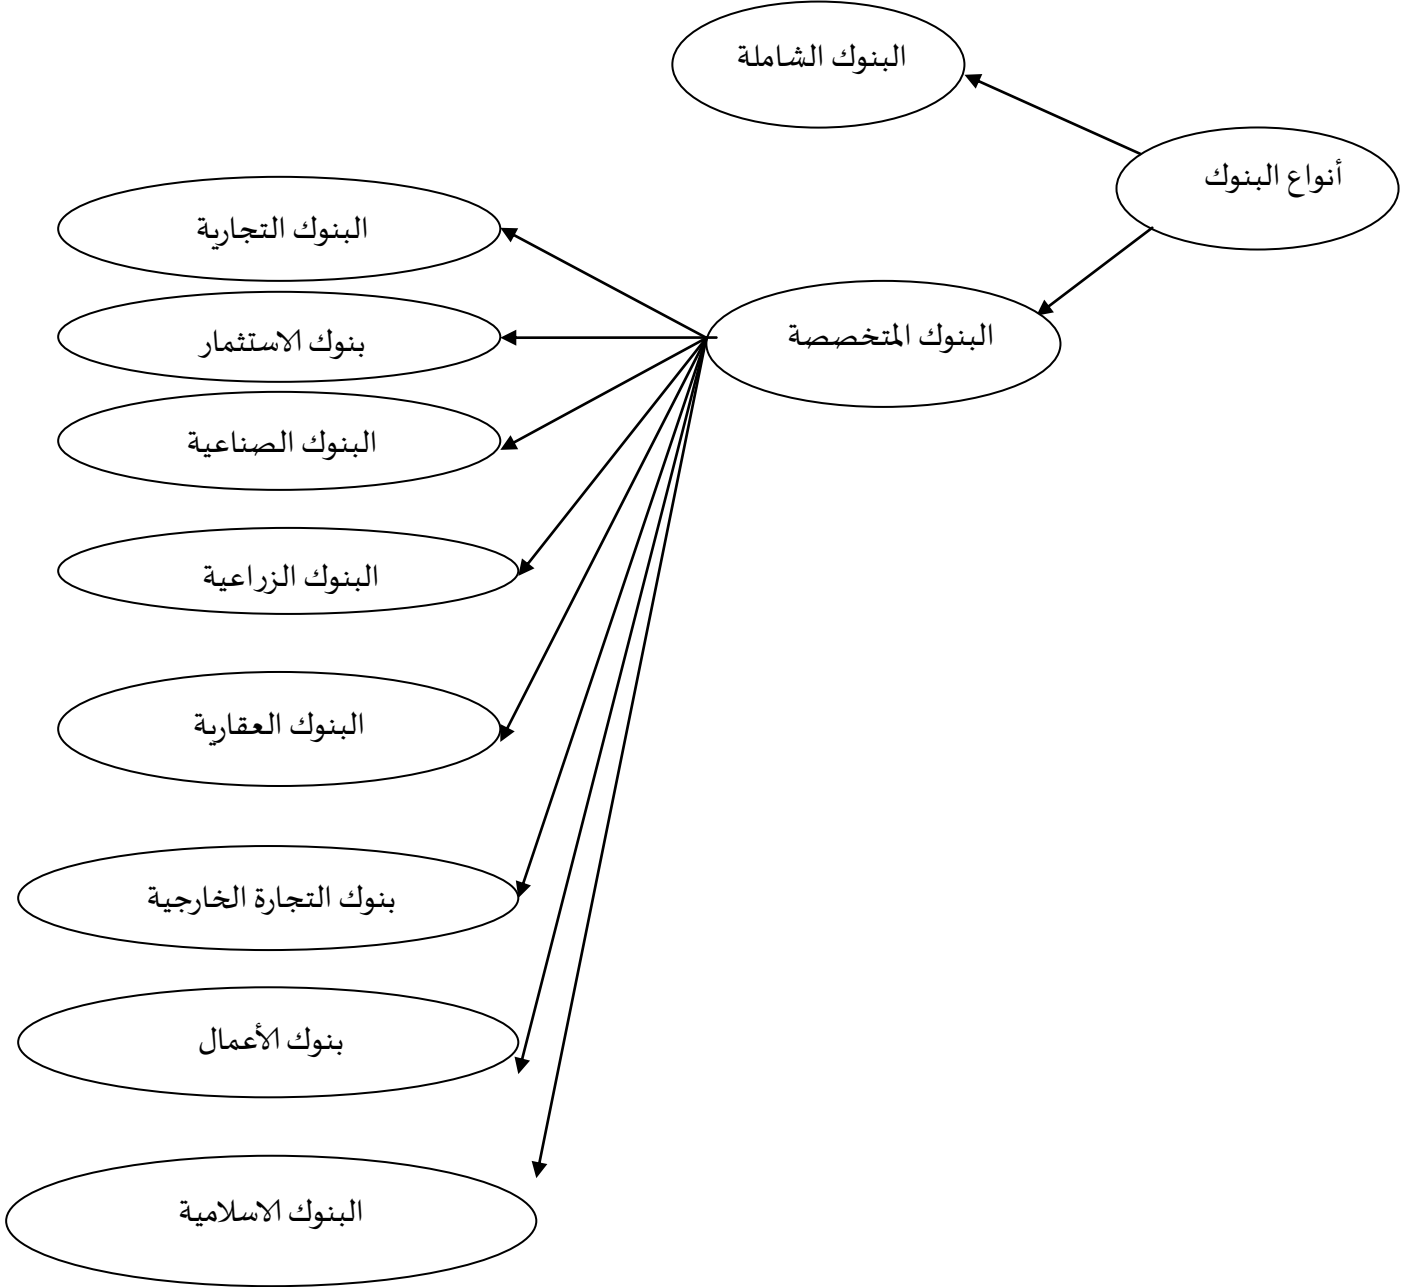 البنوك الشاملة
أنواع البنوك
البنوك المتخصصة
البنوك التجارية
بنوك الاستثمار
البنوك الصناعية
البنوك الزراعية
البنوك العقارية
بنوك التجارة الخارجية
بنوك الأعمال
البنوك الاسلامية